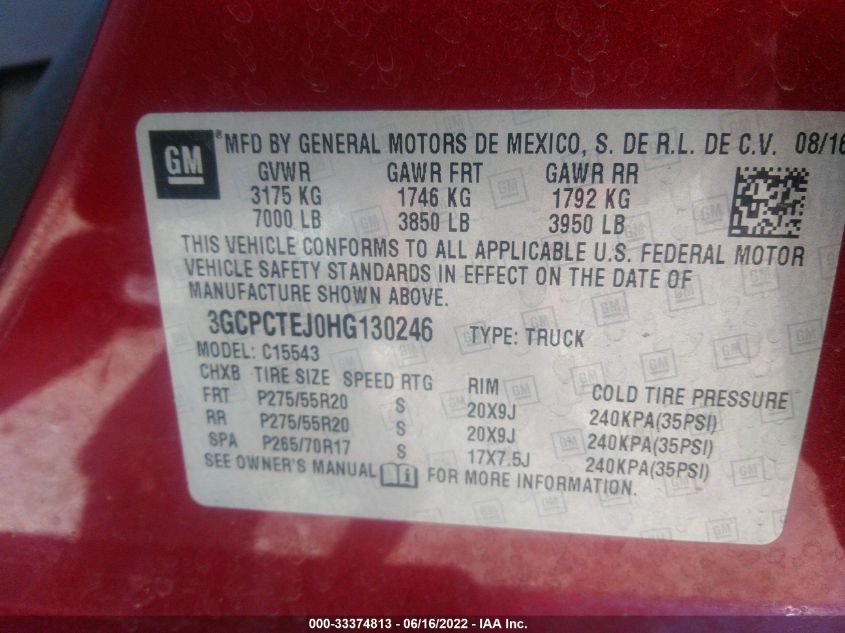 GM ® MFD BY GENERAL MOTORS DE MEXICO, S. DE R.L. DE C.V. 08/16
GVWR GAWR FRT GAWR RR
3175 KG 1746 KG 1792 KG
7000 LB 3850 LB 3950 LB
THIS VEHICLE CONFORMS TO ALL APPLICABLE U.S. FEDERAL MOTOR
VEHICLE SAFETY STANDARDS IN EFFECT ON THE DATE OF
MANUFACTURE SHOWN ABOVE.
3GCPCTEJ0HG130246 TYPE: TRUCK
MODEL: C15543
CHXB TIRE SIZE SPEED RTG RIM COLD TIRE PRESSURE
FRT P275/55R20 S 20X9J 240KPA(35PSI)
RR P275/55R20 S 20X9J 240KPA(35PSI)
SPA P265/70R17 S 17X7.5J 240KPA(35PSI)
SEE OWNER'S MANUAL FOR MORE INFORMATION.
000-33374813 - 06/16/2022 - IAA Inc.